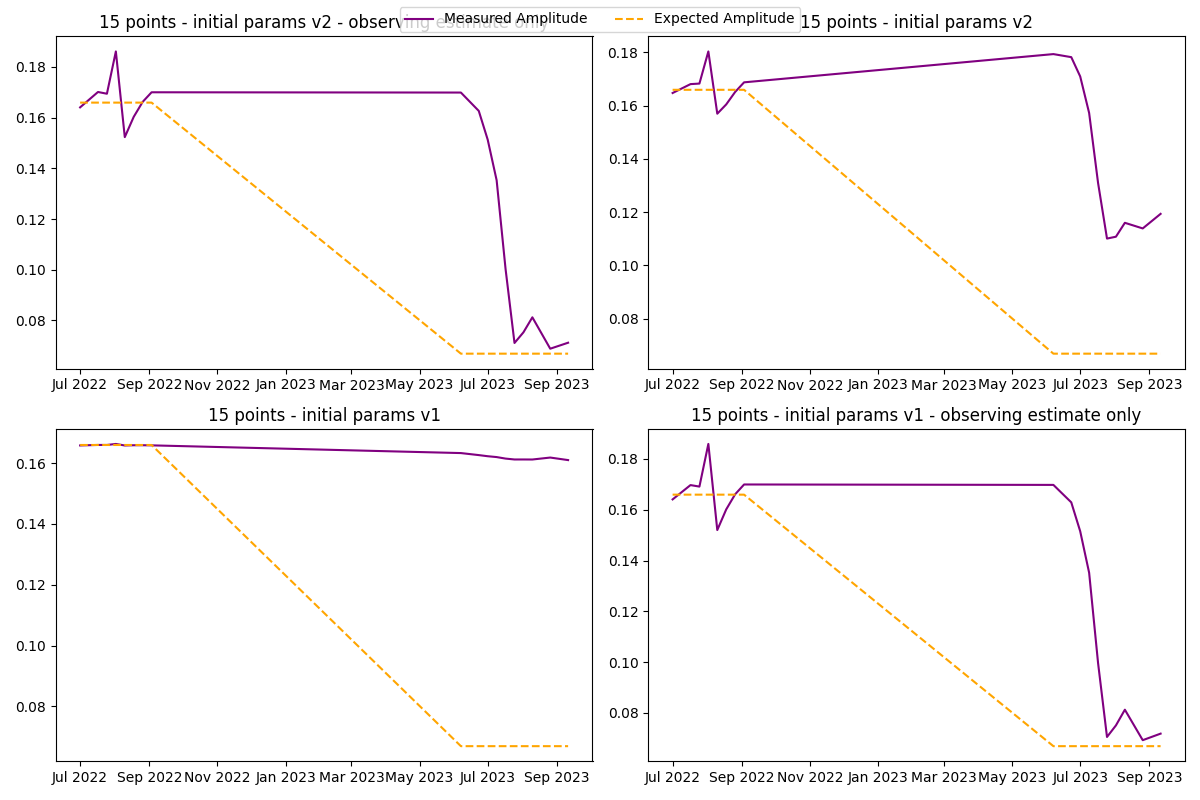 Measured Amplitude Expected Amplitude
15 points - initial params v2 - observing estimate only
0.18
0.16
0.14
0.12
0.10
0.08
Jul 2022 Sep 2022 Nov 2022 Jan 2023 Mar 2023 May 2023 Jul 2023 Sep 2023
15 points - initial params v2
0.18
0.16
0.14
0.12
0.10
0.08
Jul 2022 Sep 2022 Nov 2022 Jan 2023 Mar 2023 May 2023 Jul 2023 Sep 2023
15 points - initial params v1
0.16
0.14
0.12
0.10
0.08
Jul 2022 Sep 2022 Nov 2022 Jan 2023 Mar 2023 May 2023 Jul 2023 Sep 2023
15 points - initial params v1 - observing estimate only
0.18
0.16
0.14
0.12
0.10
0.08
Jul 2022 Sep 2022 Nov 2022 Jan 2023 Mar 2023 May 2023 Jul 2023 Sep 2023